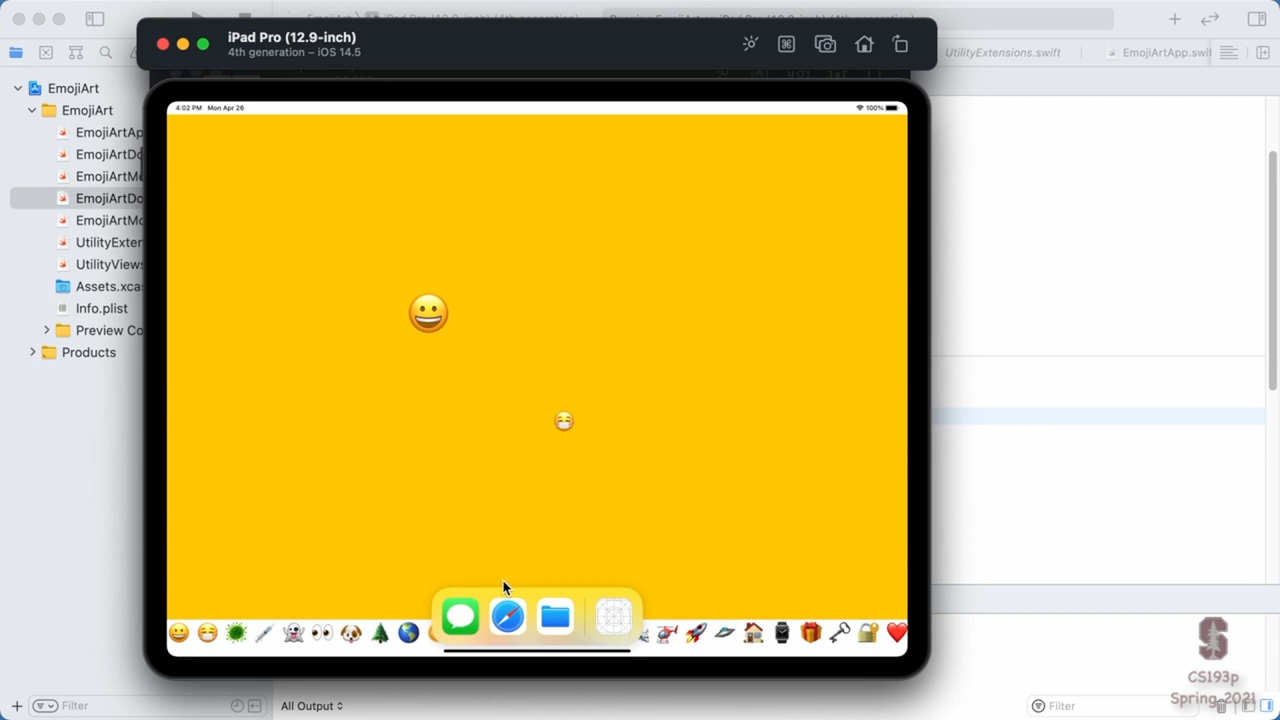 iPad Pro (12.9-inch)
4th generation – iOS 14.5
UtilityExtensions.swift
EmojiArtApp.swif
EmojiArt
EmojiArt
EmojiArtAp
EmojiArtDo
EmojiArtMe
EmojiArtDo
EmojiArtMo
UtilityExter
UtilityViews
Assets.xcas
Info.plist
Preview Co
Products
4:02 PM Mon Apr 26
100%
CS193p
Spring 2021
Filter
All Output
Filter